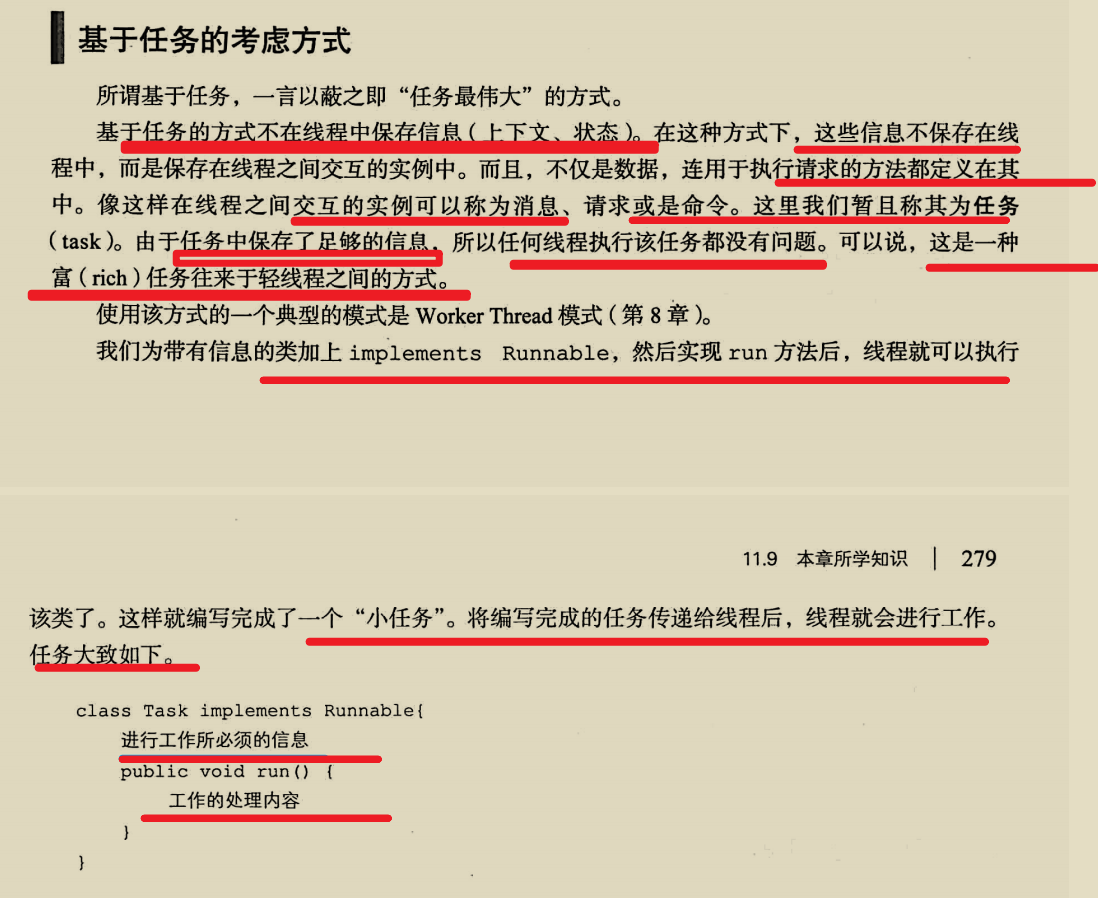 基于任务的考虑方式
所谓基于任务，一言以蔽之即“任务最伟大”的方式。
基于任务的方式不在线程中保存信息（上下文、状态）。在这种方式下，这些信息不保存在线
程中，而是保存在线程之间交互的实例中。而且，不仅是数据，连用于执行请求的方法都定义在其
中。像这样在线程之间交互的实例可以称为消息、请求或是命令。这里我们暂且称其为任务
（task）。由于任务中保存了足够的信息，所以任何线程执行该任务都没有问题。可以说，这是一种
富（rich）任务往来于轻线程之间的方式。
使用该方式的一个典型的模式是 Worker Thread 模式（第 8 章）。
我们为带有信息的类加上 implements Runnable，然后实现 run 方法后，线程就可以执行
11.9 本章所学知识 | 279
该类了。这样就编写完成了一个“小任务”。将编写完成的任务传递给线程后，线程就会进行工作。
任务大致如下。
class Task implements Runnable{
进行工作所必须的信息
public void run() {
工作的处理内容
}
}